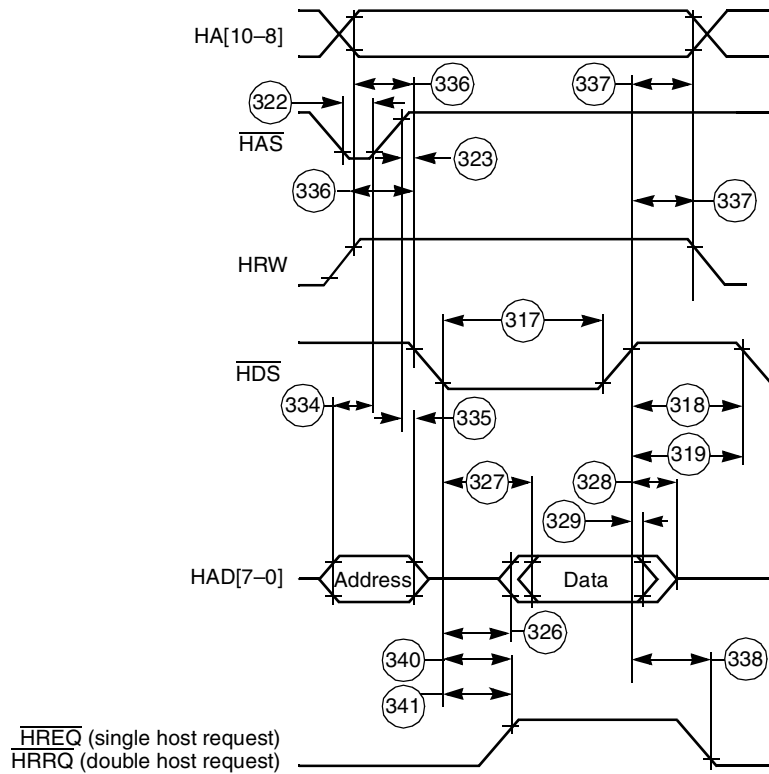 HA[10–8]
336
337
322
HAS
323
336
337
HRW
317
HDS
334
335
318
319
327
328
329
HAD[7–0]
Address
Data
326
340
338
341
HREQ (single host request)
HRRQ (double host request)